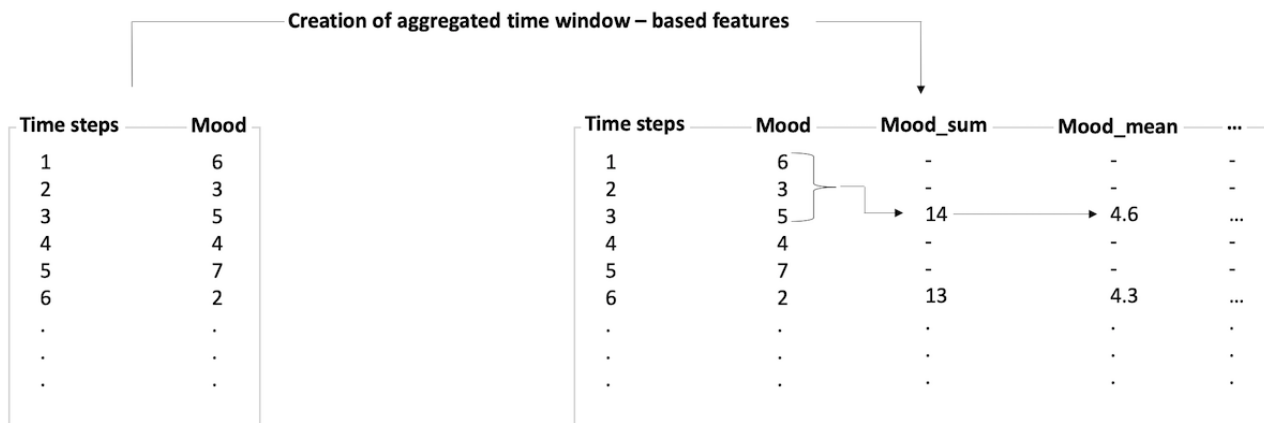 Creation of aggregated time window – based features
Time steps Mood Time steps Mood Mood_sum Mood_mean ...
1 6 1 6 - - -
2 3 2 3 - - -
3 5 3 5 14 4.6 ...
4 4 4 4 - - -
5 7 5 7 - - -
6 2 6 2 13 4.3 ...
. . . . . . .
. . . . . . .
. . . . . . .